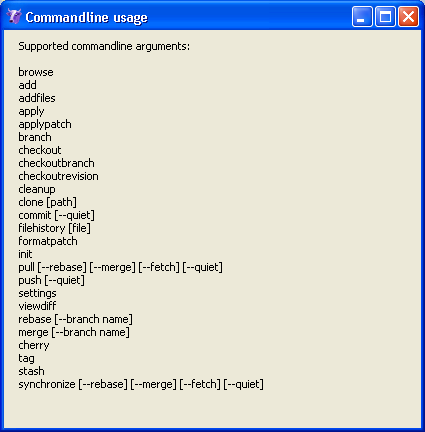 Commandline usage
Supported commandline arguments:
browse
add
addfiles
apply
applypatch
branch
checkout
checkoutbranch
checkoutrevision
cleanup
clone [path]
commit [--quiet]
filehistory [file]
formatpatch
init
pull [--rebase] [--merge] [--fetch] [--quiet]
push [--quiet]
settings
viewdiff
rebase [--branch name]
merge [--branch name]
cherry
tag
stash
synchronize [--rebase] [--merge] [--fetch] [--quiet]